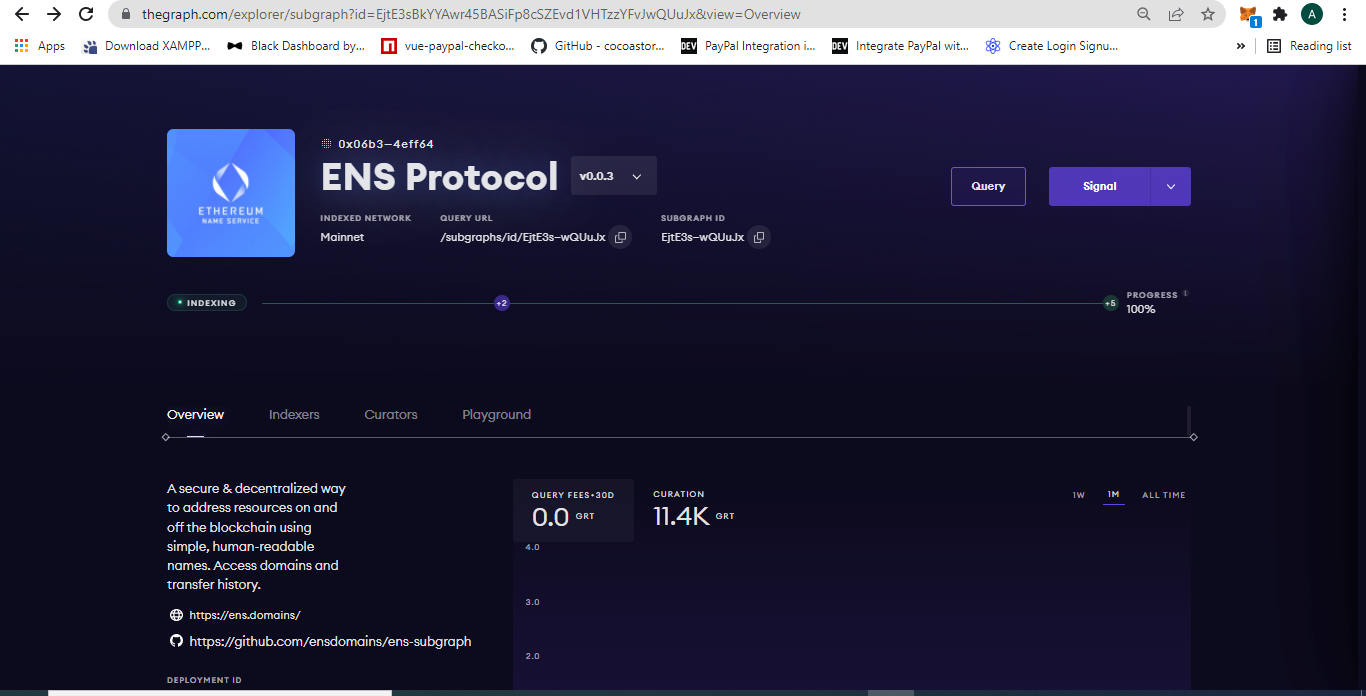 thegraph.com/explorer/subgraph?id=EjtE3sBkYYAwr45BASiFp8cSZEvd1VHTzzYFvJwQUuJx&view=Overview
1
A
Apps
Download XAMPP...
Black Dashboard by...
vue-paypal-checko...
GitHub - cocoastor...
DEV
PayPal Integration i...
DEV
Integrate PayPal wit...
Create Login Signu...
»
Reading list
ETHEREUM
NAME SERVICE
0x06b3–4eff64
ENS Protocol
v0.0.3
Query
Signal
INDEXED NETWORK
QUERY URL
SUBGRAPH ID
Mainnet
/subgraphs/id/EjtE3s–wQUuJx
EjtE3s–wQUuJx
INDEXING
+2
+5
PROGRESS
100%
Overview
Indexers
Curators
Playground
A secure & decentralized way
to address resources on and
off the blockchain using
simple, human-readable
names. Access domains and
transfer history.
https://ens.domains/
https://github.com/ensdomains/ens-subgraph
DEPLOYMENT ID
QUERY FEES•30D
0.0 GRT
CURATION
11.4K GRT
1W
1M
ALL TIME
4.0
3.0
2.0